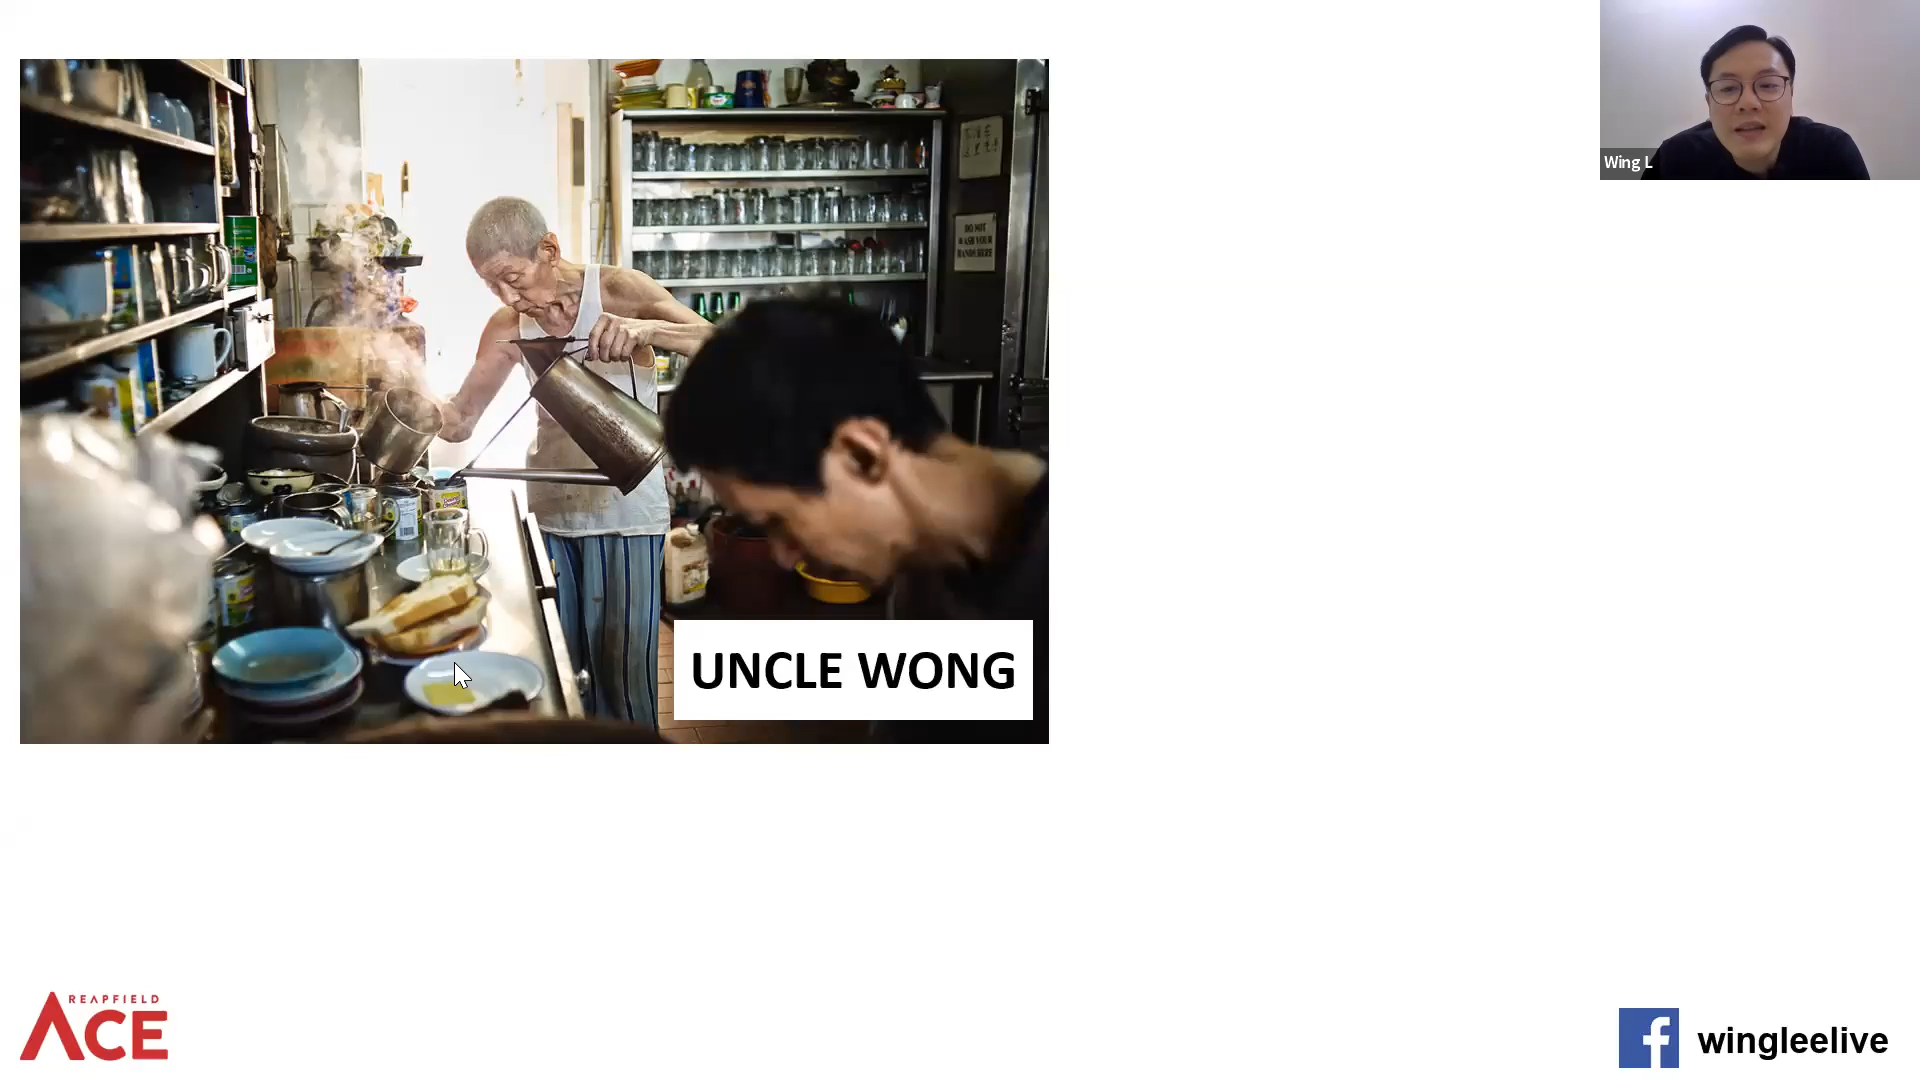 Wing L
DO NOT
WASH YOUR
HANDS HERE
UNCLE WONG
REAPFIELD
ACE
wingleelive